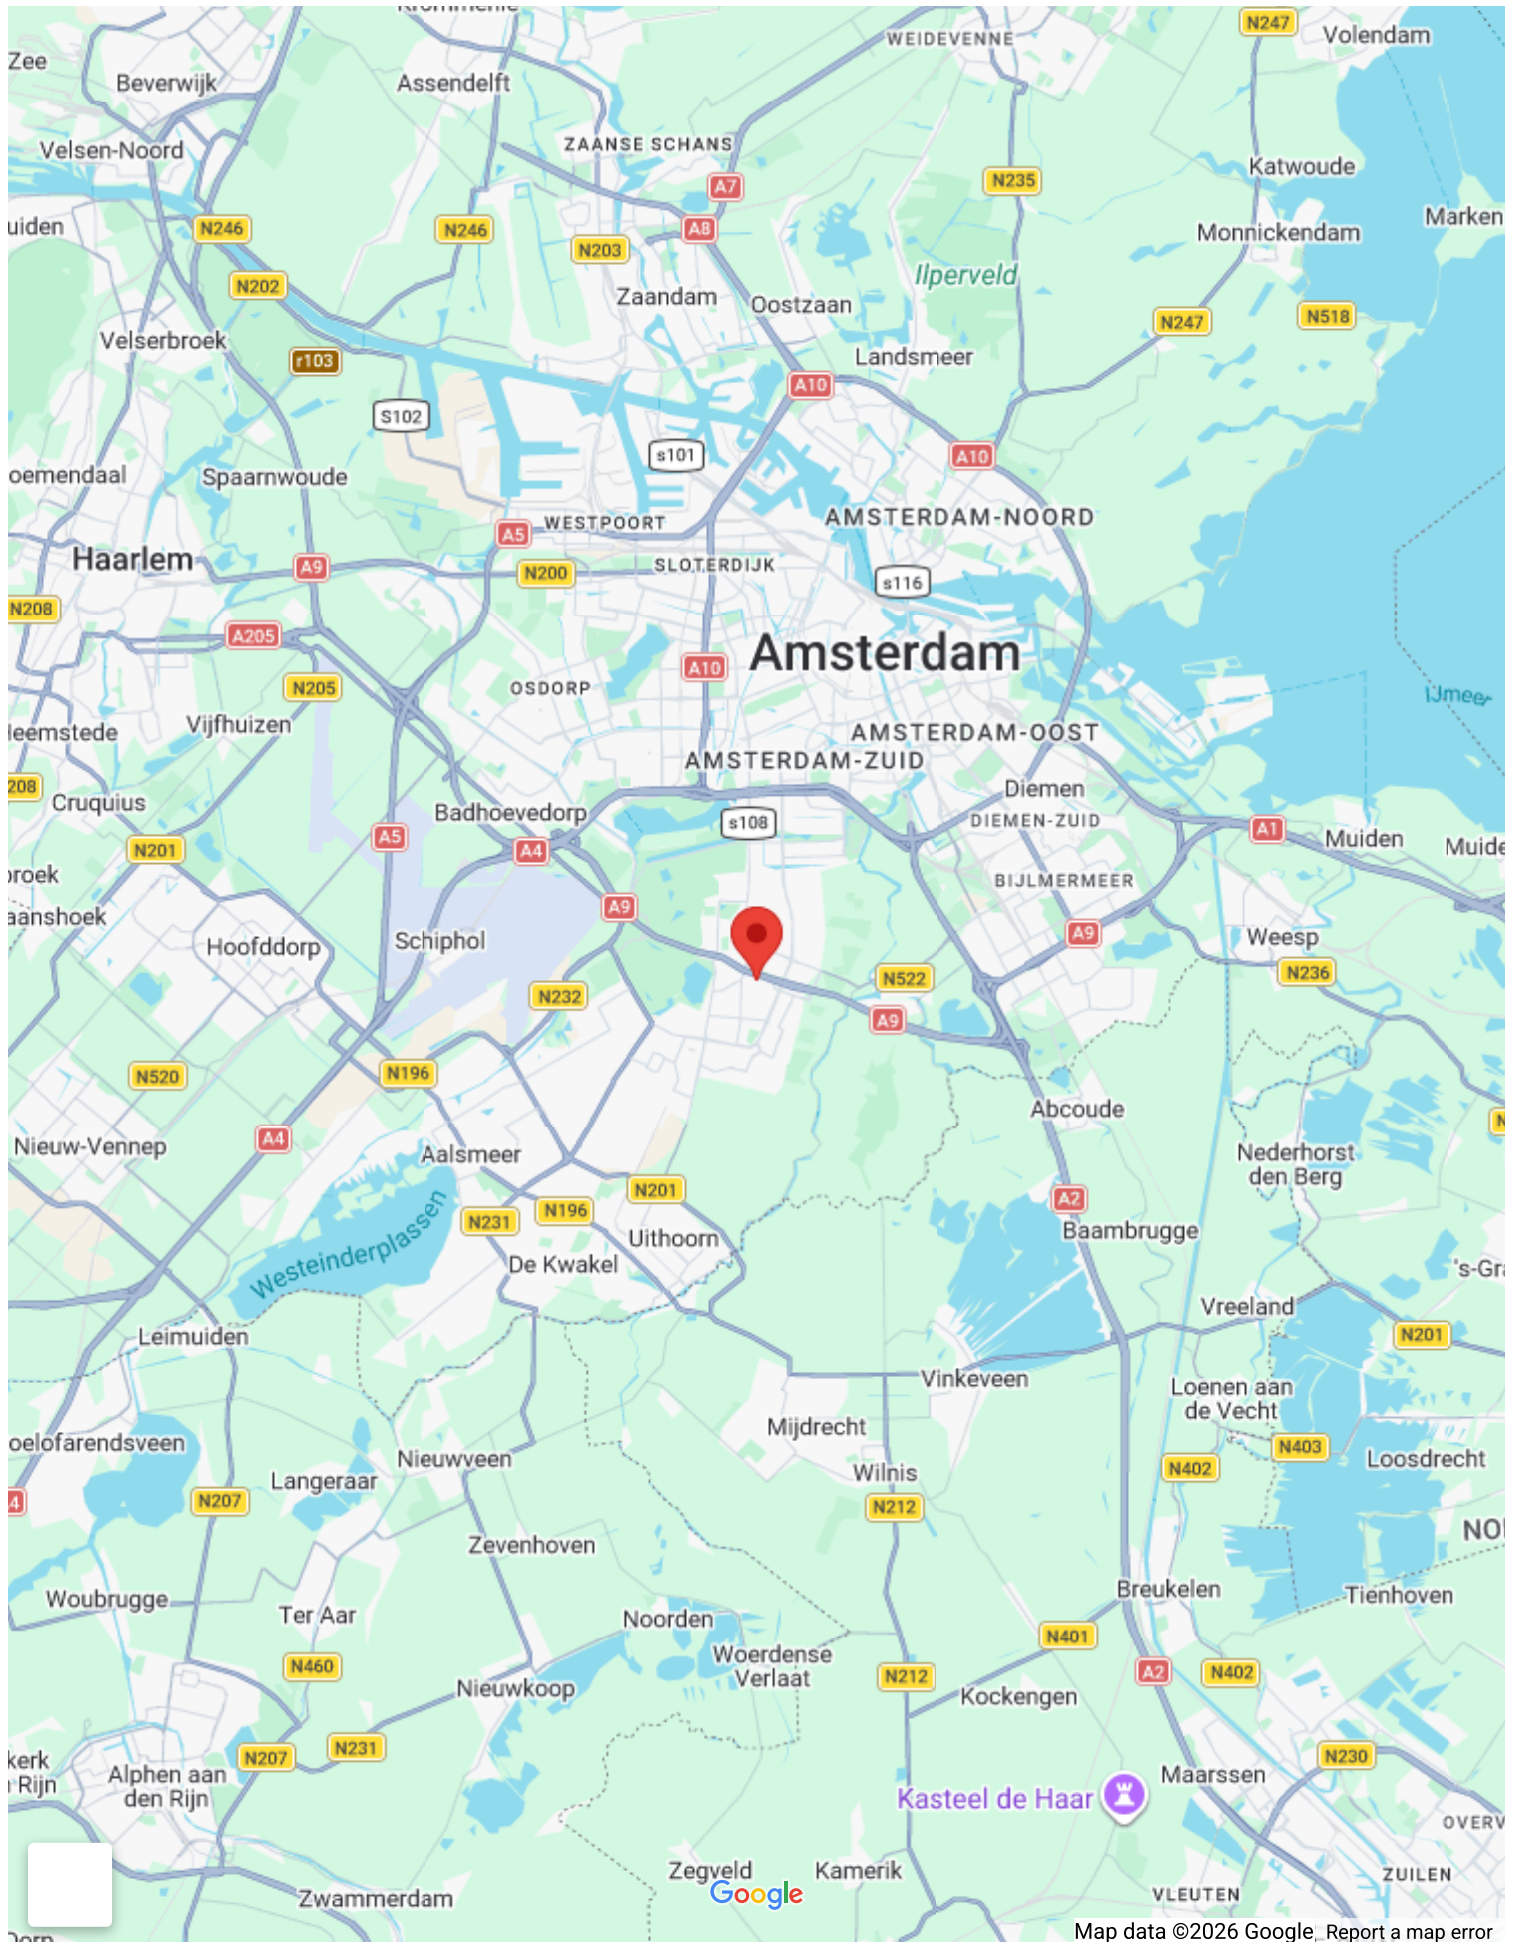 WEIDEVENNE
N247
Volendam
Zee
Beverwijk
Assendelft
Velsen-Noord
ZAANSE SCHANS
A7
N235
Katwoude
uiden
N246
N246
A8
N203
Monnickendam
Marken
N202
Ilperveld
Zaandam
Oostzaan
N247
N518
Velserbroek
r103
Landsmeer
A10
S102
s101
A10
oemendaal
Spaarnwoude
A5
WESTPOORT
AMSTERDAM-NOORD
Haarlem
A9
N200
SLOTERDIJK
s116
N208
A205
Amsterdam
A10
N205
OSDORP
IJmeer
Vijfhuizen
AMSTERDAM-OOST
AMSTERDAM-ZUID
208
Cruquius
Badhoevedorp
Diemen
s108
DIEMEN-ZUID
A5
A4
A1
Muiden
Muide
N201
roek
BIJLMERMEER
aanshoek
A9
Hoofddorp
Schiphol
A9
Weesp
N522
N236
N232
A9
N520
N196
Abcoude
A4
Nieuw-Vennep
Aalsmeer
Nederhorst
den Berg
N201
A2
Westeinderplassen
N231
N196
Baambrugge
Uithoorn
De Kwakel
's-Gra
Vreeland
Leimuiden
N201
Vinkeveen
Loenen aan
de Vecht
Mijdrecht
oelofarendsveen
N403
Nieuwveen
Loosdrecht
Langeraar
Wilnis
N402
4
N207
N212
Zevenhoven
Breukelen
Woubrugge
Tienhoven
Ter Aar
Noorden
N401
Woerdense
Verlaat
N460
N212
A2
N402
Nieuwkoop
Kockengen
N207
N231
N230
kerk
Rijn
Alphen aan
den Rijn
Maarssen
Kasteel de Haar
OVERV
Zegveld
Kamerik
ZUILEN
Google
Zwammerdam
VLEUTEN
Map data ©2026 Google
Report a map error